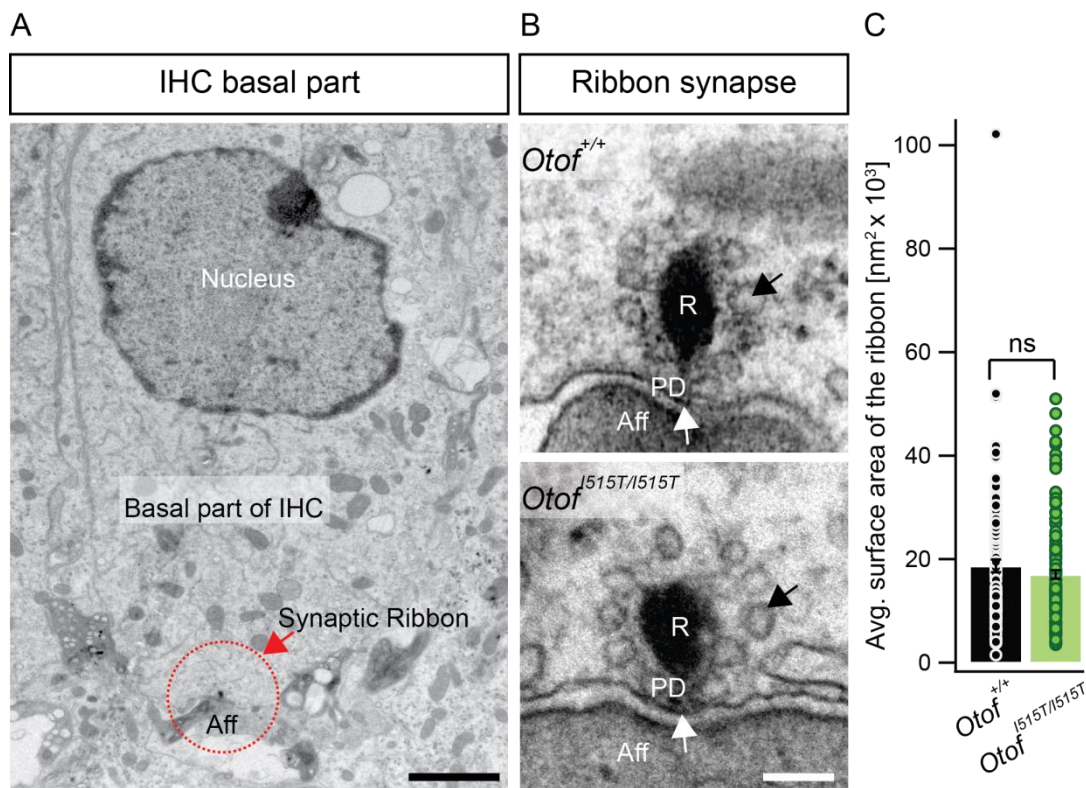 A
IHC basal part
Nucleus
Basal part of IHC
Synaptic Ribbon
Aff
B
Ribbon synapse
Otof+/+
R
PD
Aff
OtofI515T/I515T
R
PD
Aff
C
Avg. surface area of the ribbon [nm² x 10³]
100
80
60
40
20
0
ns
Otof+/+
OtofI515T/I515T